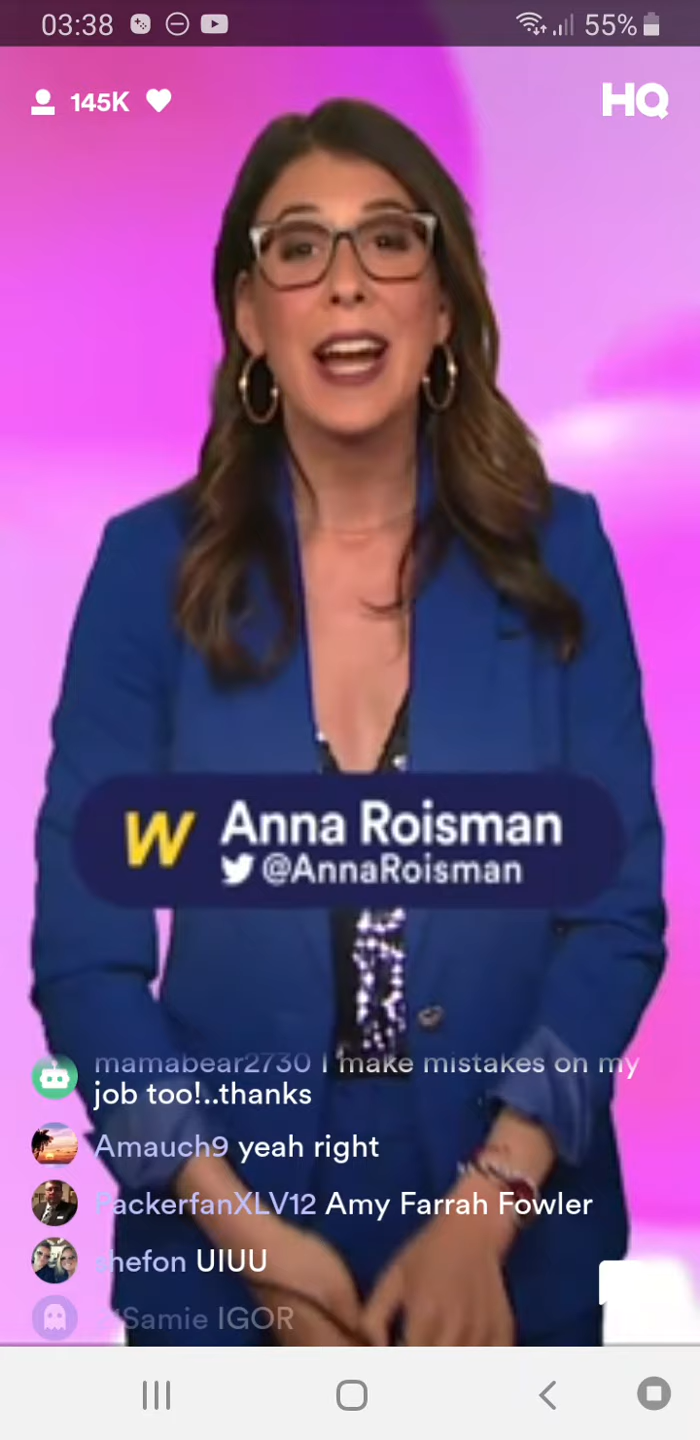 03:38 55%
145K HQ
W Anna Roisman
@AnnaRoisman
mamabear2730 I make mistakes on my
job too!..thanks
Amauch9 yeah right
PackerfanXLV12 Amy Farrah Fowler
shefon UIUU
Samie IGOR